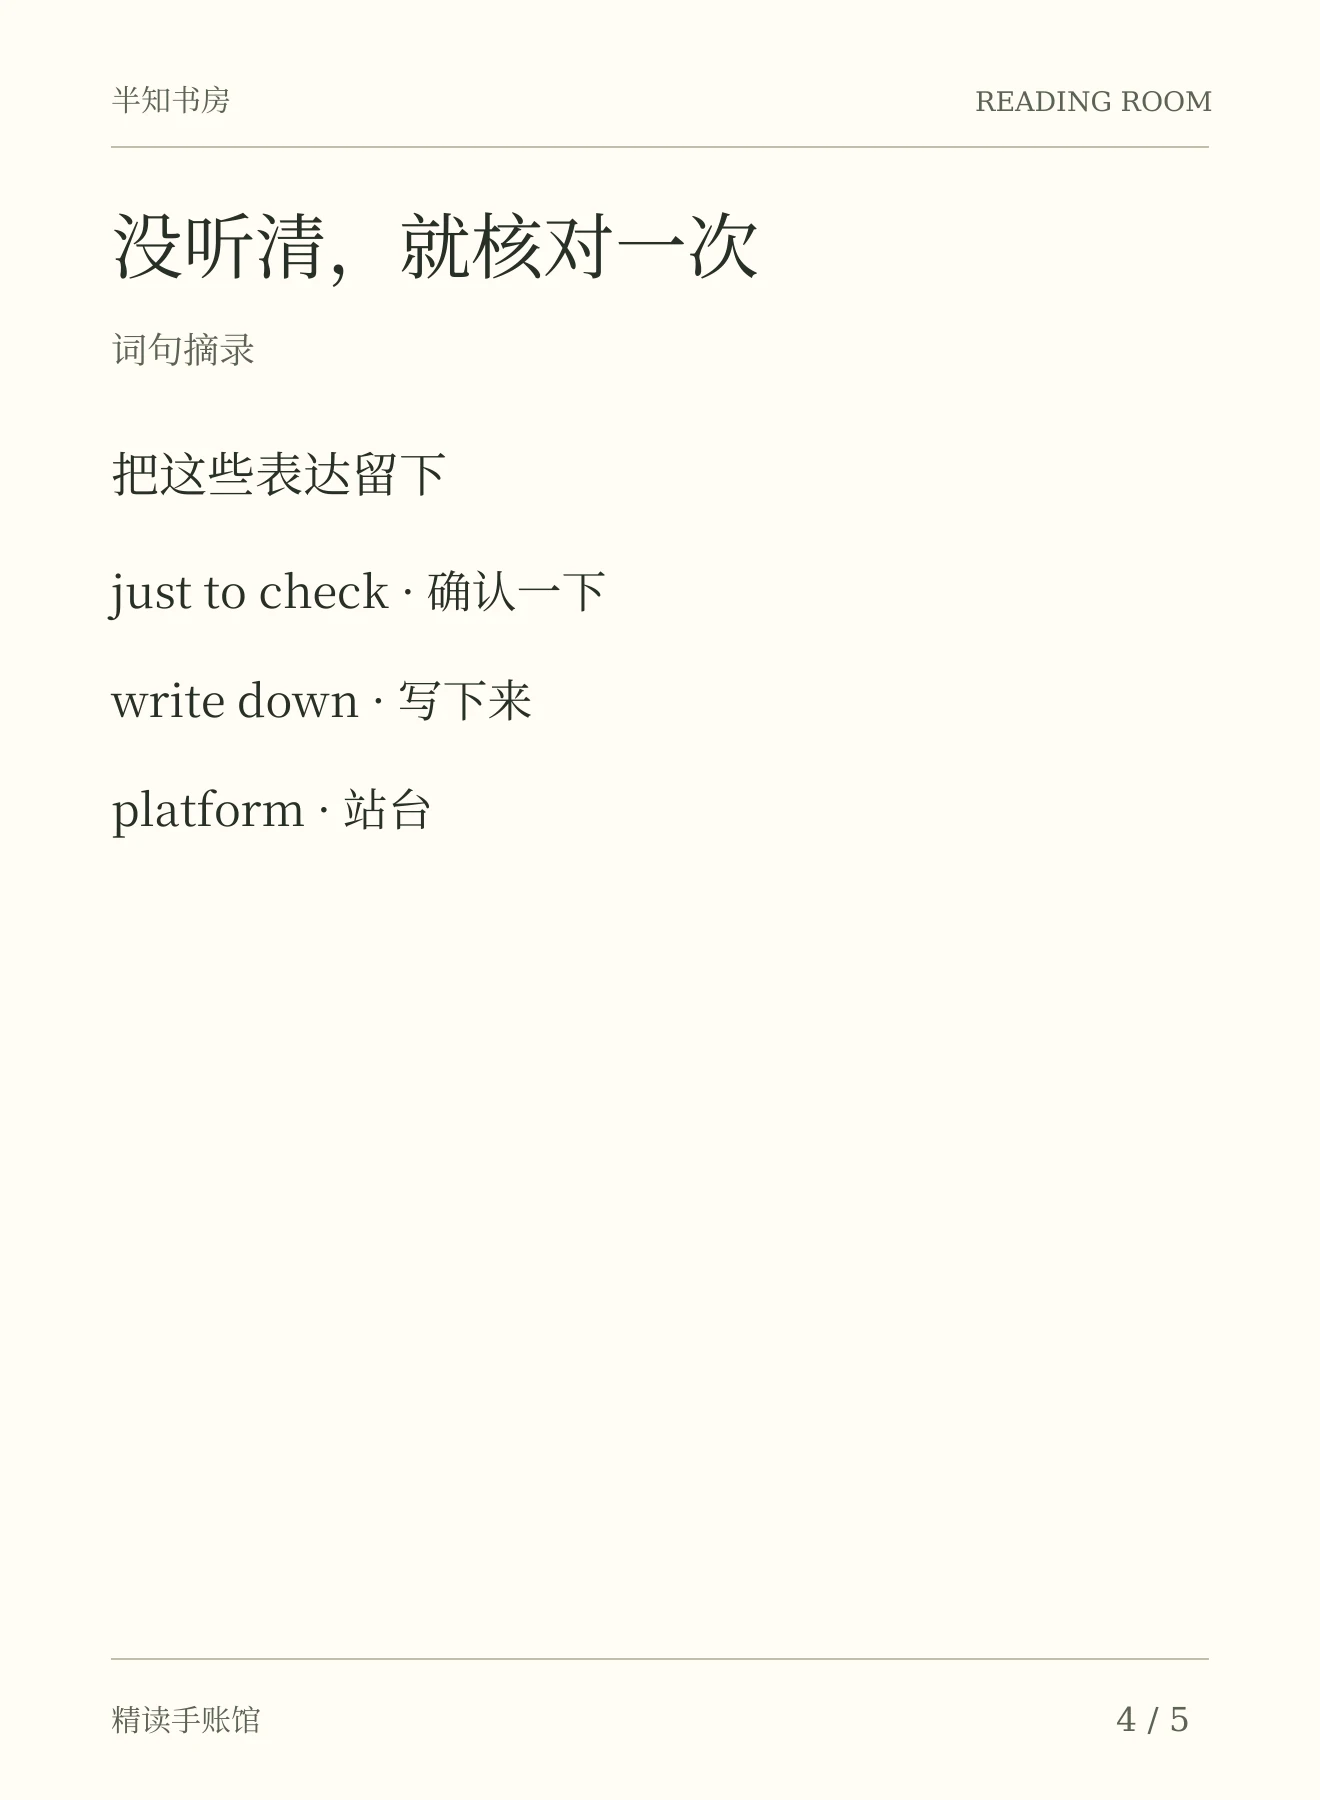 半知书房
READING ROOM
没听清，就核对一次
词句摘录
把这些表达留下
just to check · 确认一下
write down · 写下来
platform · 站台
精读手账馆
4 / 5